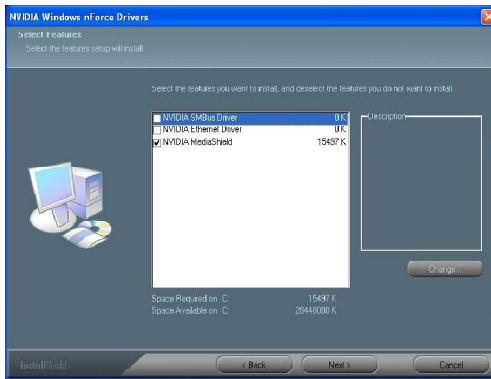 NVIDIA Windows nForce Drivers
Select Features
Select the features setup will install.
Select the features you want to install, and deselect the features you do not want to install.
NVIDIA SMBus Driver 0 K
NVIDIA Ethernet Driver 0 K
NVIDIA MediaShield 15497 K
Description
Change...
Space Required on C: 15497 K
Space Available on C: 28448080 K
InstallShield
< Back
Next >
Cancel